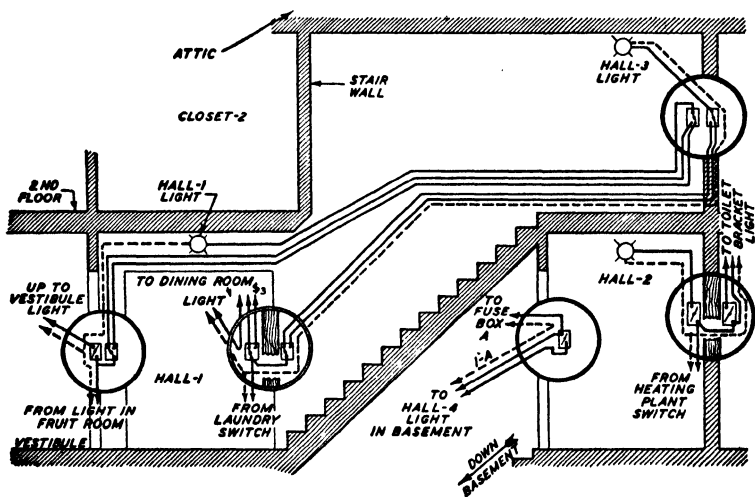 ATTIC
HALL-3
LIGHT
STAIR
WALL
CLOSET-2
2ND
FLOOR
HALL-1
LIGHT
TO TOILET
BRACKET
LIGHT
UP TO
VESTIBULE
LIGHT
TO DINING ROOM
LIGHT
S3
HALL-2
TO
FUSE
BOX
A
1-A
HALL-1
FROM LIGHT IN
FRUIT ROOM
VESTIBULE
FROM
LAUNDRY
SWITCH
TO
HALL-4
LIGHT
IN BASEMENT
FROM
HEATING
PLANT
SWITCH
DOWN
BASEMENT